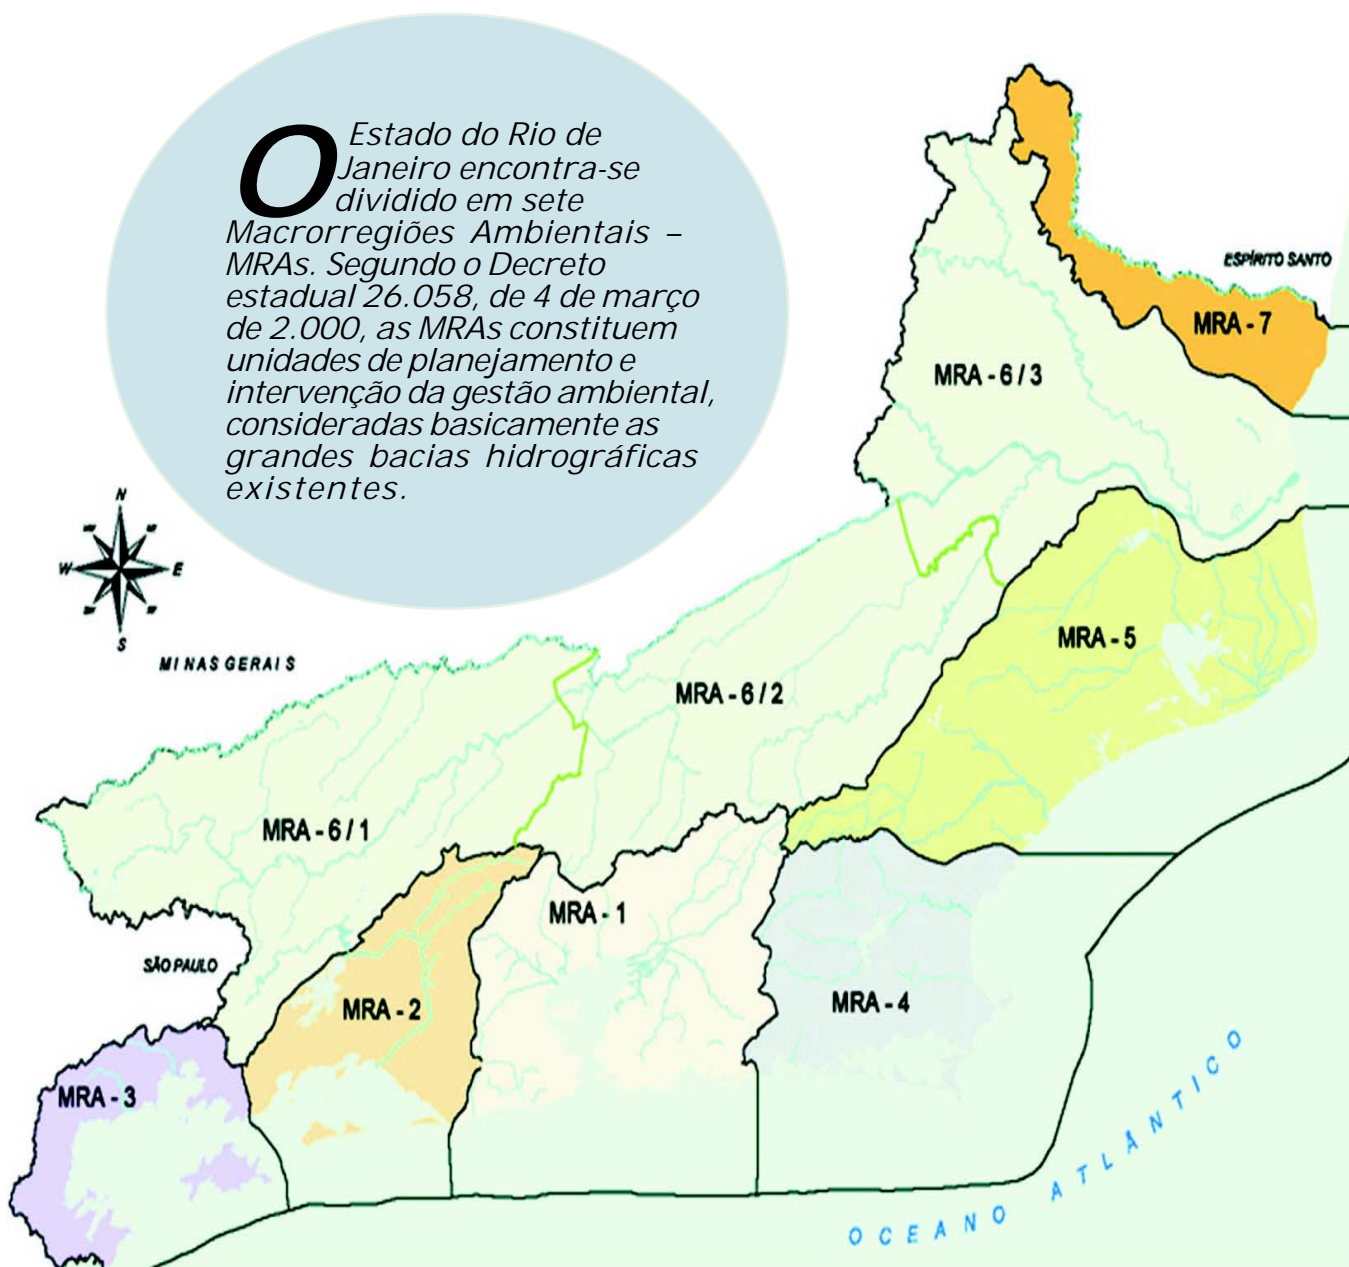 O Estado do Rio de
Janeiro encontra-se
dividido em sete
Macrorregiões Ambientais –
MRAs. Segundo o Decreto
estadual 26.058, de 4 de março
de 2.000, as MRAs constituem
unidades de planejamento e
intervenção da gestão ambiental,
consideradas basicamente as
grandes bacias hidrográficas
existentes.
ESPÍRITO SANTO
MRA - 7
MRA - 6 / 3
N
W
E
S
MINAS GERAIS
MRA - 5
MRA - 6 / 2
MRA - 6 / 1
MRA - 1
SÃO PAULO
MRA - 2
MRA - 4
MRA - 3
OCEANO ATLÂNTICO